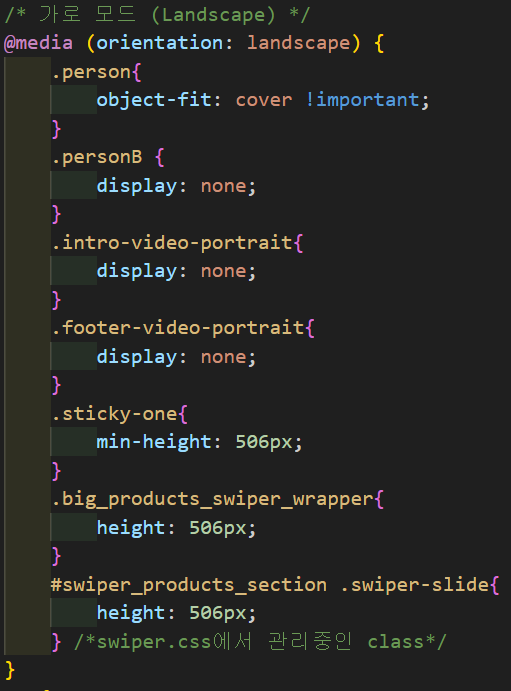 /* 가로 모드 (Landscape) */
@media (orientation: landscape) {
    .person{
        object-fit: cover !important;
    }
    .personB {
        display: none;
    }
    .intro-video-portrait{
        display: none;
    }
    .footer-video-portrait{
        display: none;
    }
    .sticky-one{
        min-height: 506px;
    }
    .big_products_swiper_wrapper{
        height: 506px;
    }
    #swiper_products_section .swiper-slide{
        height: 506px;
    } /*swiper.css에서 관리중인 class*/
}